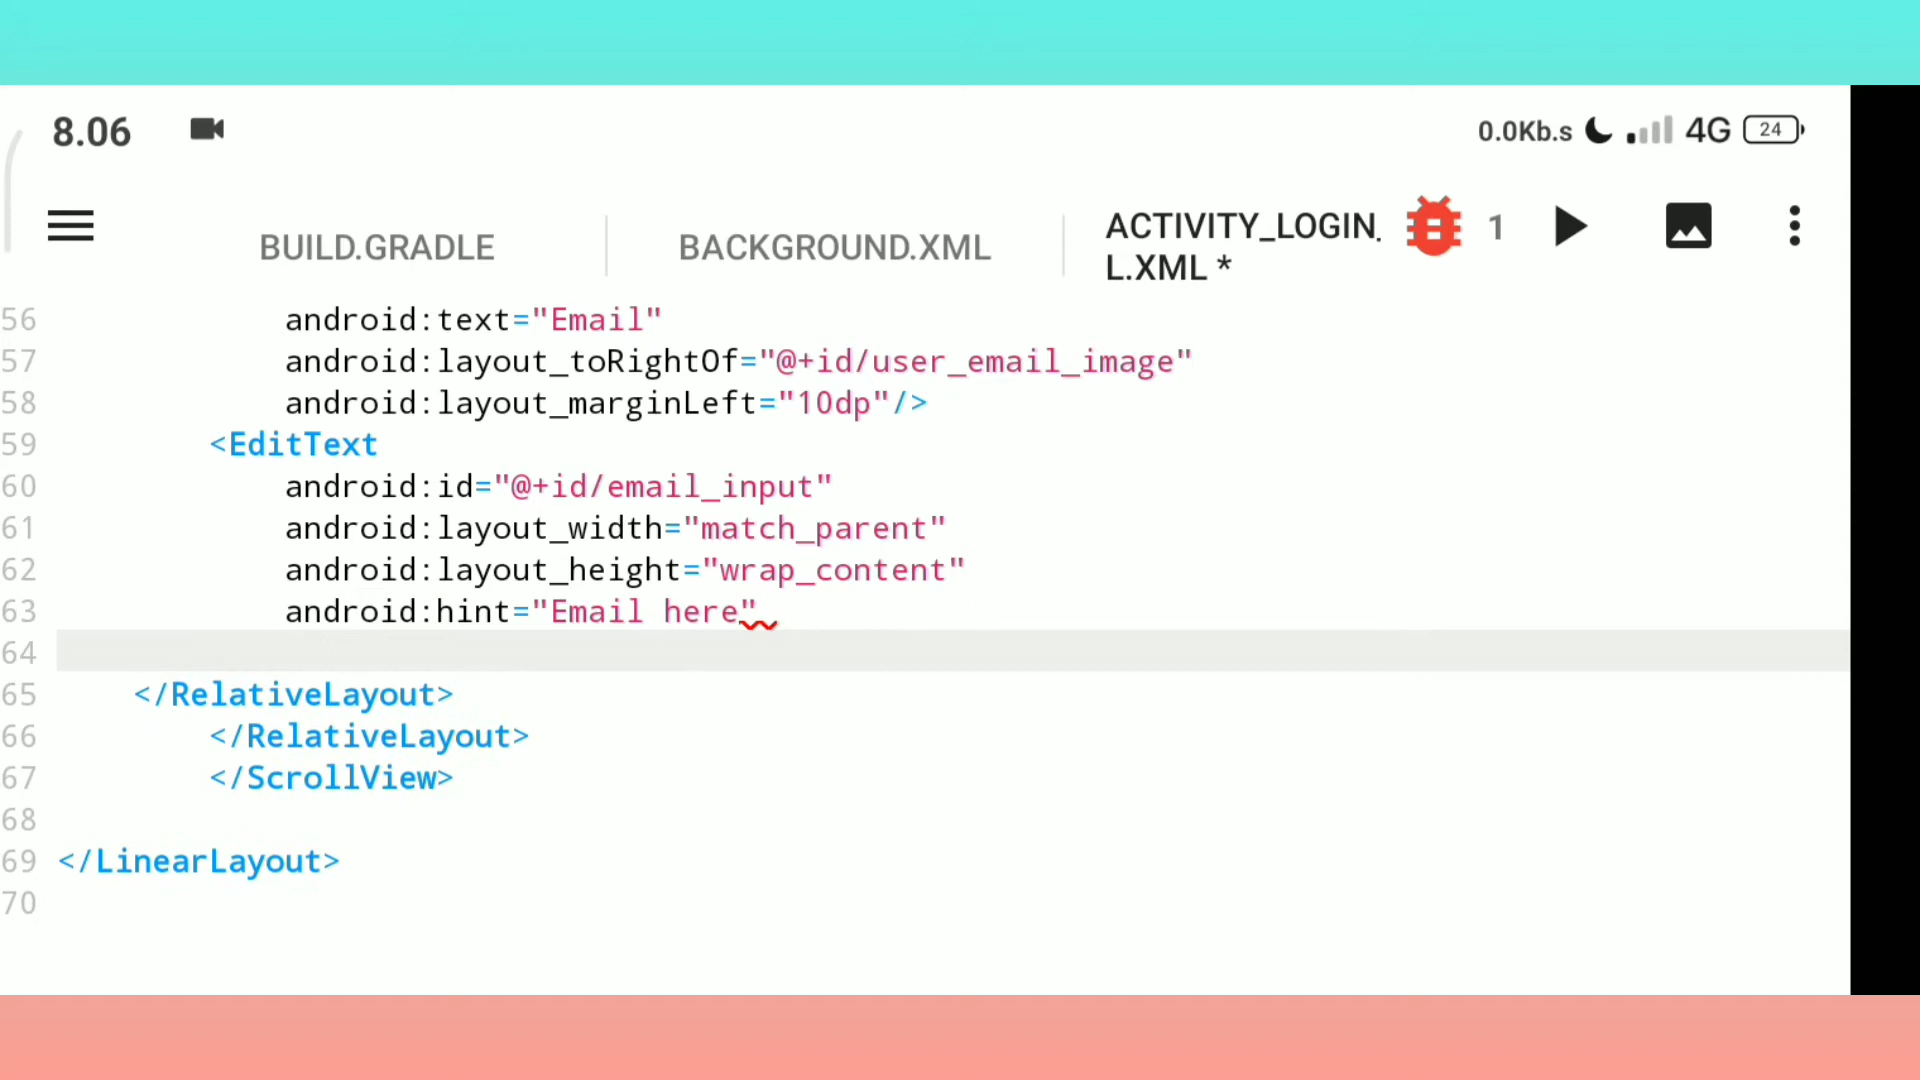 8.06
0.0Kb.s 4G 24
BUILD.GRADLE
BACKGROUND.XML
ACTIVITY_LOGIN.
L.XML *
1
56 android:text="Email"
57 android:layout_toRightOf="@+id/user_email_image"
58 android:layout_marginLeft="10dp"/>
59 <EditText
60 android:id="@+id/email_input"
61 android:layout_width="match_parent"
62 android:layout_height="wrap_content"
63 android:hint="Email here"
64
65 </RelativeLayout>
66 </RelativeLayout>
67 </ScrollView>
68
69 </LinearLayout>
70